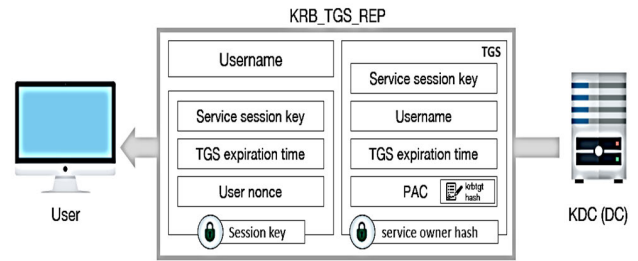 KRB_TGS_REP
Username
Service session key
TGS expiration time
User nonce
Session key
TGS
Service session key
Username
TGS expiration time
PAC
krbtgt
hash
service owner hash
User
KDC (DC)